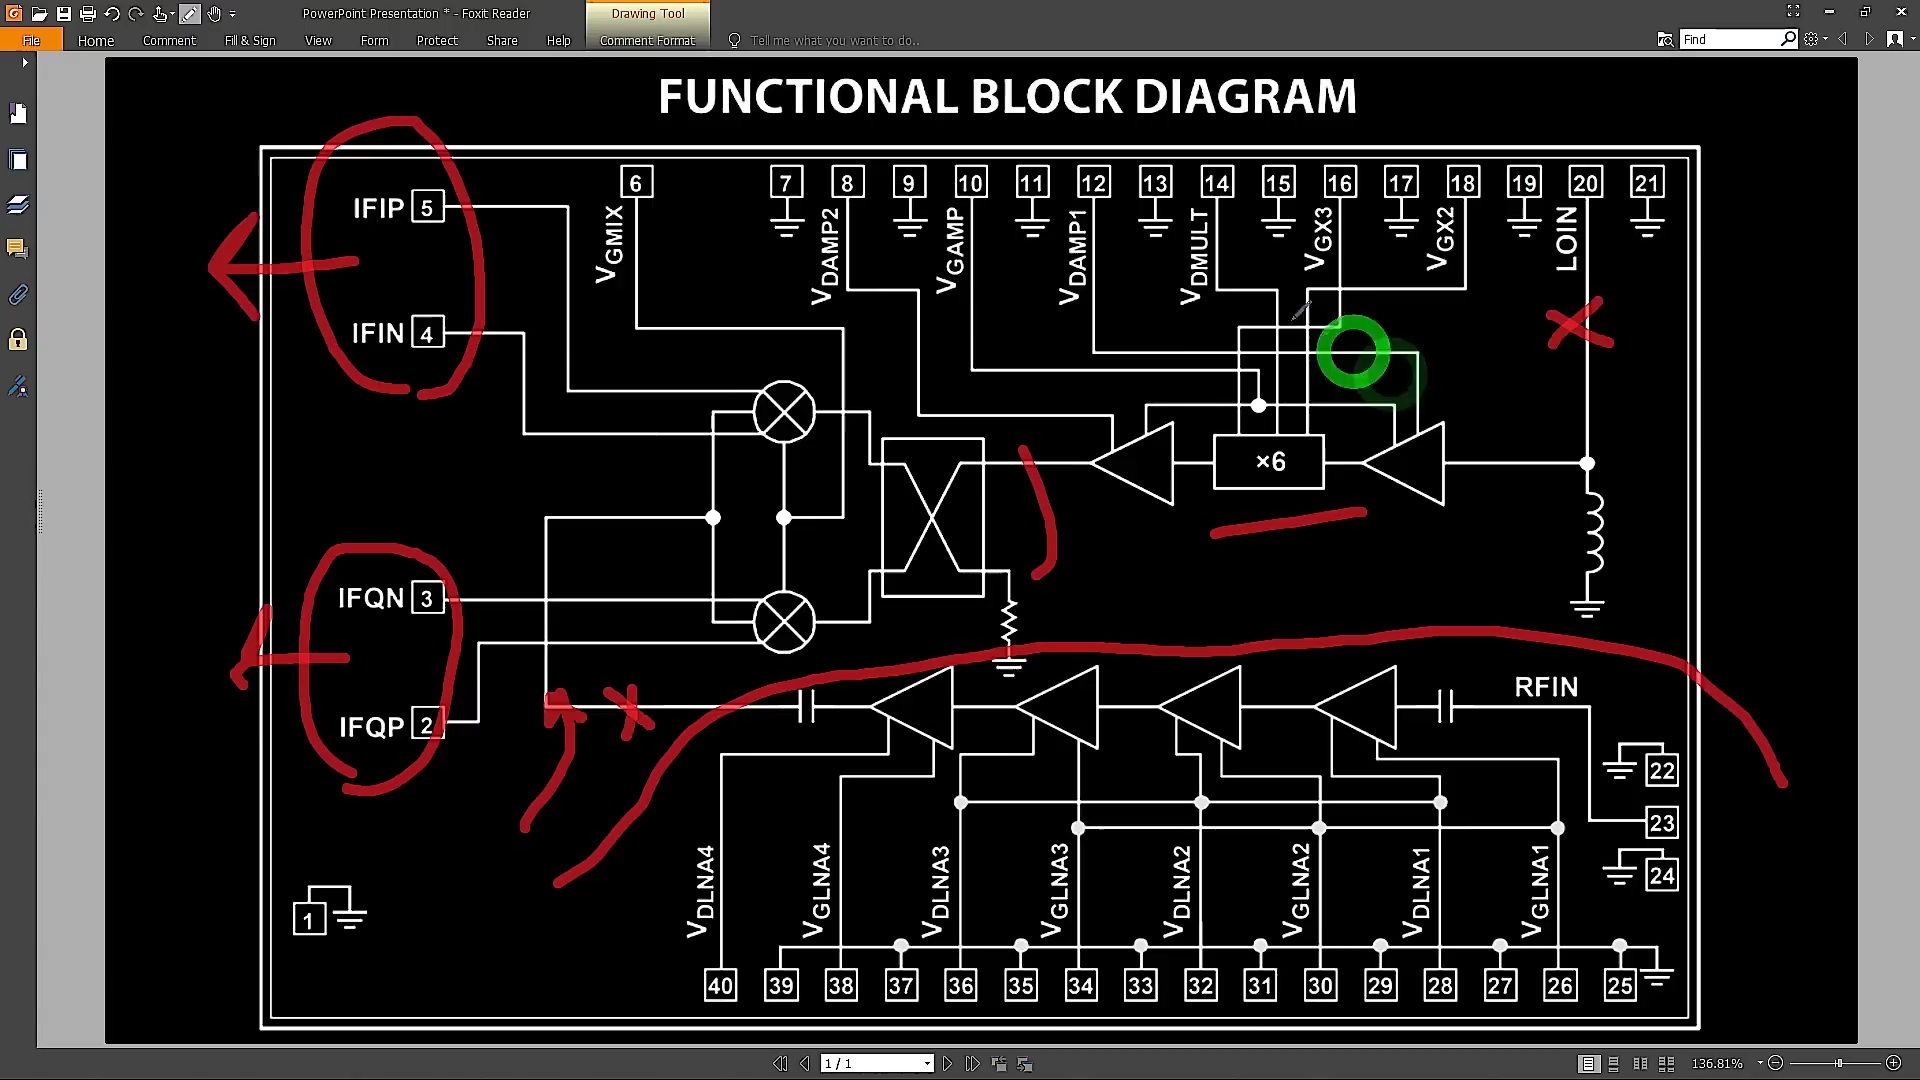 PowerPoint Presentation * - Foxit Reader
Drawing Tool
File
Home
Comment
Fill & Sign
View
Form
Protect
Share
Help
Comment Format
Tell me what you want to do..
Find
FUNCTIONAL BLOCK DIAGRAM
6 7 8 9 10 11 12 13 14 15 16 17 18 19 20 21
IFIP 5
VGMIX
VDAMP2
VGAMP
VDAMP1
VDMULT
VGX3
VGX2
LOIN
IFIN 4
×6
IFQN 3
RFIN
IFQP 2
22
23
24
VDLNA4
VGLNA4
VDLNA3
VGLNA3
VDLNA2
VGLNA2
VDLNA1
VGLNA1
1
40 39 38 37 36 35 34 33 32 31 30 29 28 27 26 25
1 / 1
136.81%